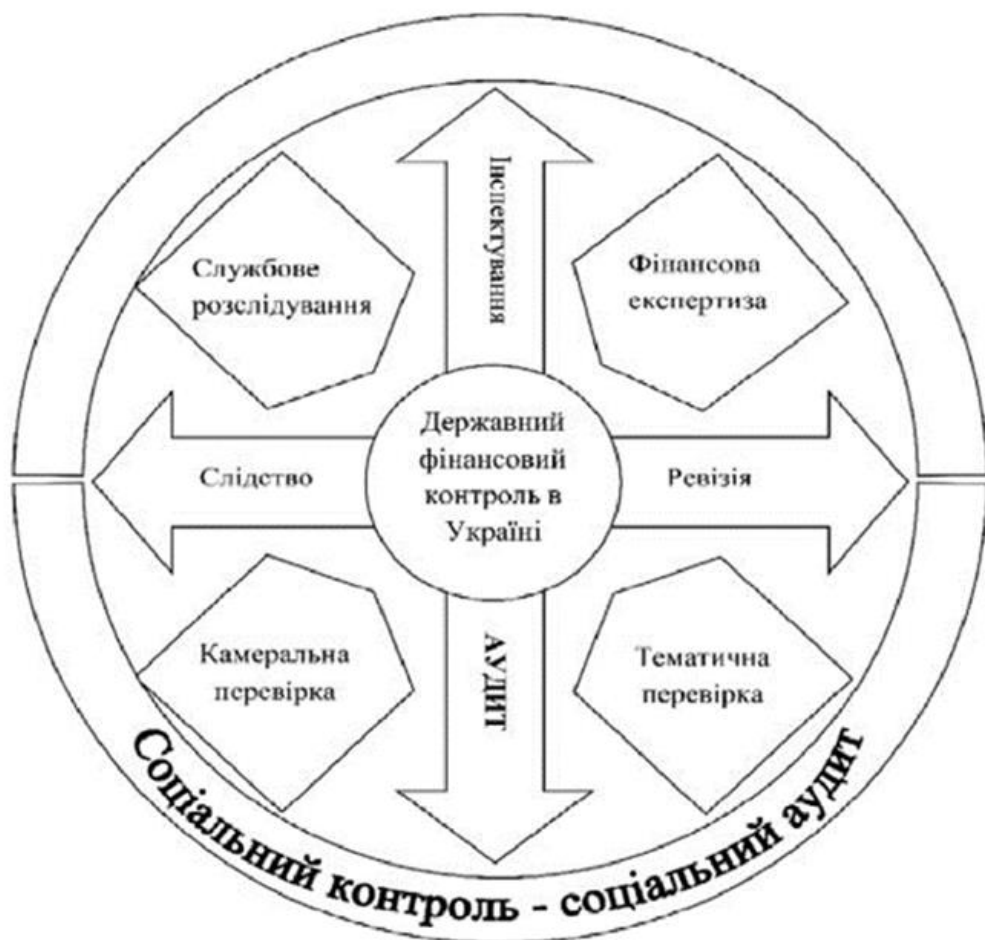 Інспектування
Службове
розслідування
Фінансова
експертиза
Державний
фінансовий
контроль в
Україні
Слідство
Ревізія
Камеральна
перевірка
АУДИТ
Тематична
перевірка
Соціальний контроль - соціальний аудит